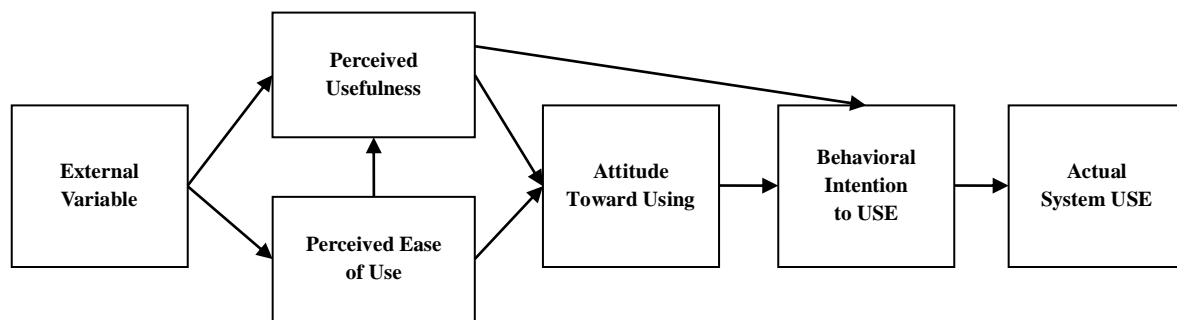 Perceived
Usefulness
External
Variable
Perceived Ease
of Use
Attitude
Toward Using
Behavioral
Intention
to USE
Actual
System USE